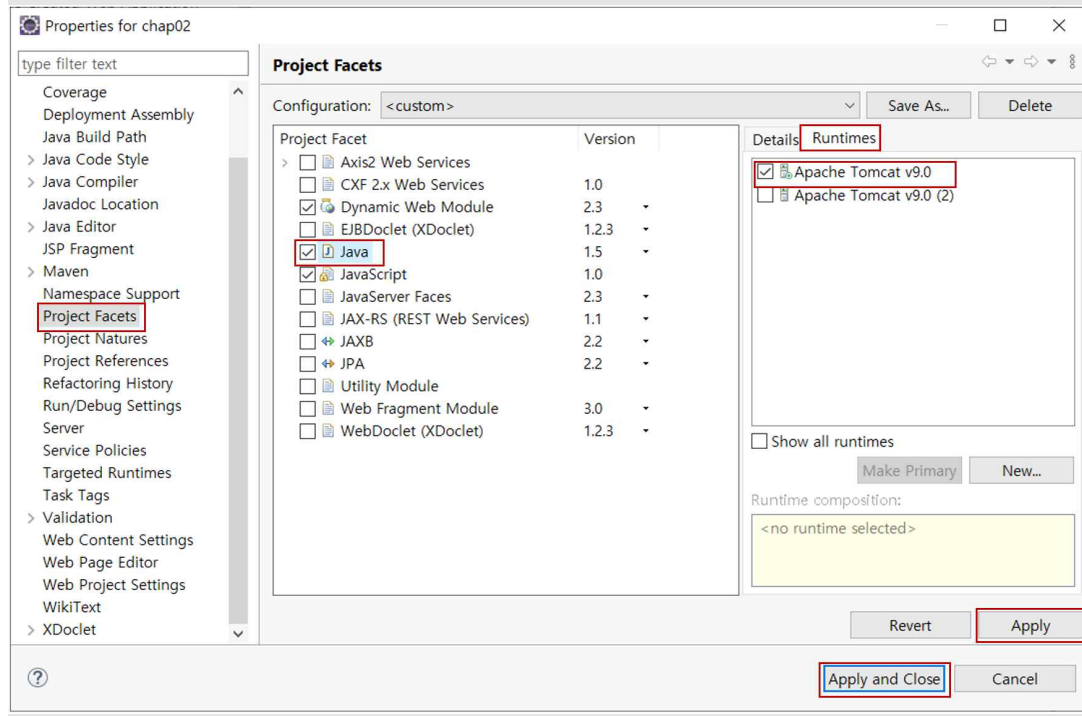 Properties for chap02
type filter text
Coverage
Deployment Assembly
Java Build Path
Java Code Style
Java Compiler
Javadoc Location
Java Editor
JSP Fragment
Maven
Namespace Support
Project Facets
Project Natures
Project References
Refactoring History
Run/Debug Settings
Server
Service Policies
Targeted Runtimes
Task Tags
Validation
Web Content Settings
Web Page Editor
Web Project Settings
WikiText
XDoclet
Project Facets
Configuration: <custom> Save As... Delete
Project Facet Version
Axis2 Web Services
CXF 2.x Web Services 1.0
Dynamic Web Module 2.3
EJBDoclet (XDoclet) 1.2.3
Java 1.5
JavaScript 1.0
JavaServer Faces 2.3
JAX-RS (REST Web Services) 1.1
JAXB 2.2
JPA 2.2
Utility Module
Web Fragment Module 3.0
WebDoclet (XDoclet) 1.2.3
Details Runtimes
Apache Tomcat v9.0
Apache Tomcat v9.0 (2)
Show all runtimes
Make Primary New...
Runtime composition:
<no runtime selected>
Revert Apply
Apply and Close Cancel